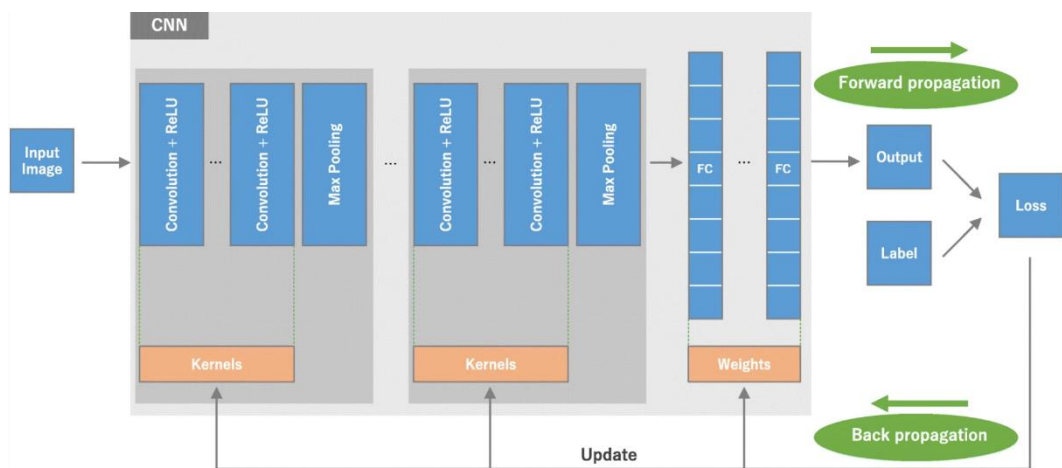 CNN
Forward propagation
Input
Image
Convolution + ReLU
...
Convolution + ReLU
Max Pooling
...
Convolution + ReLU
...
Convolution + ReLU
Max Pooling
FC
...
FC
Output
Label
Loss
Kernels
Kernels
Weights
Back propagation
Update